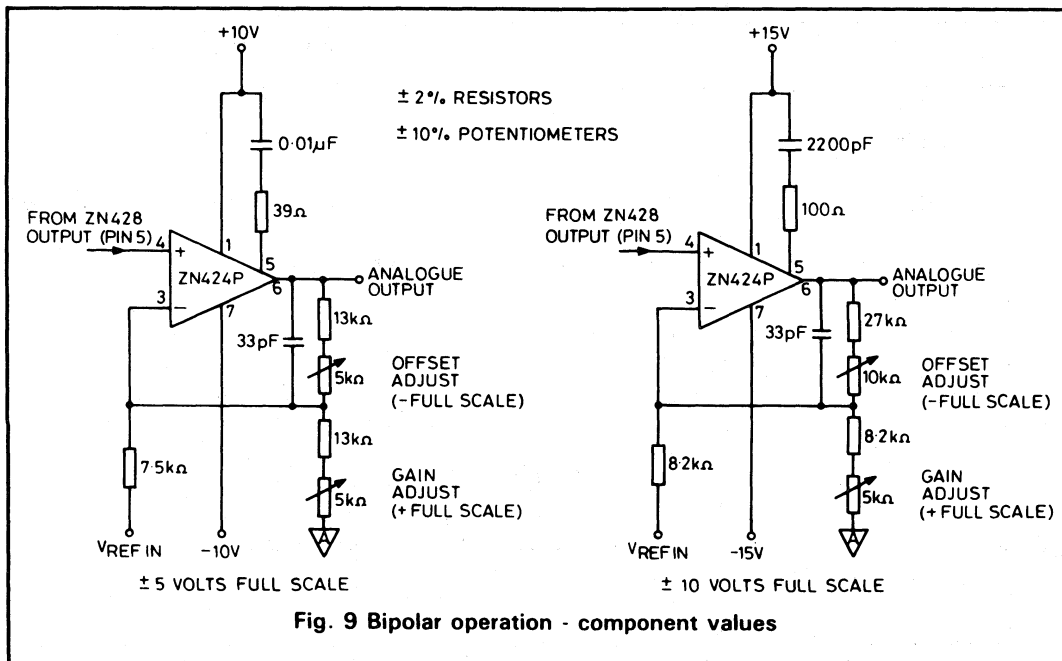 +10V
± 2% RESISTORS
± 10% POTENTIOMETERS
0·01µF
39Ω
FROM ZN428
OUTPUT (PIN 5)
4
+
1
ZN424P
5
6
3
−
7
ANALOGUE
OUTPUT
13kΩ
33pF
5kΩ
OFFSET
ADJUST
(−FULL SCALE)
13kΩ
7·5kΩ
5kΩ
GAIN
ADJUST
(+FULL SCALE)
A
VREF IN
−10V
± 5 VOLTS FULL SCALE
+15V
2200pF
100Ω
FROM ZN428
OUTPUT (PIN 5)
4
+
1
ZN424P
5
6
3
−
7
ANALOGUE
OUTPUT
27kΩ
33pF
10kΩ
OFFSET
ADJUST
(−FULL SCALE)
8·2kΩ
8·2kΩ
5kΩ
GAIN
ADJUST
(+FULL SCALE)
A
VREF IN
−15V
± 10 VOLTS FULL SCALE
Fig. 9 Bipolar operation - component values